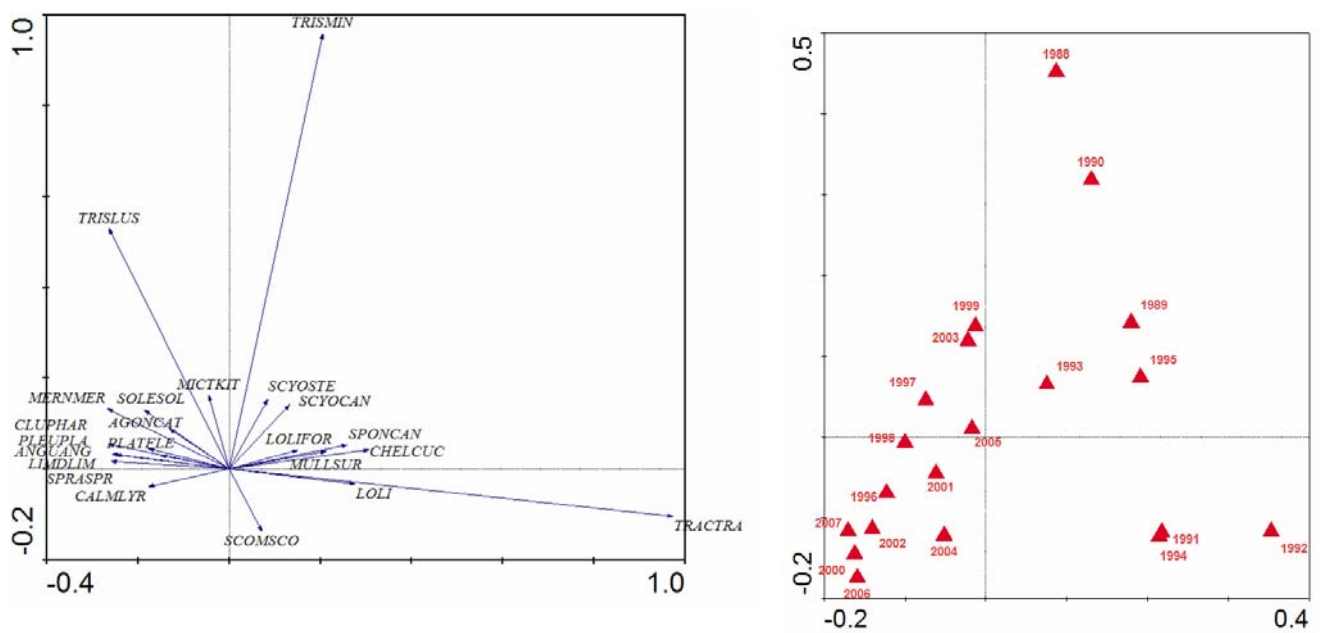 1.0
TRISMIN
TRISLUS
MICTKIT
MERNMER
SOLESOL
SCYOSTE
SCYOCAN
CLUPHAR
AGONCAT
LOLIFOR
SPONCAN
PLEUPLA
PLATELE
CHELCUC
ANGUANG
MULLSUR
LIMDLIM
SPRASPR
CALMLYR
LOLI
TRACTRA
SCOMSCO
-0.2
-0.4
1.0
0.5
1988
1990
1999
1989
2003
1995
1993
1997
1998
2005
2001
1996
2007
2002
2004
1991
1992
1994
2000
2006
-0.2
-0.2
0.4